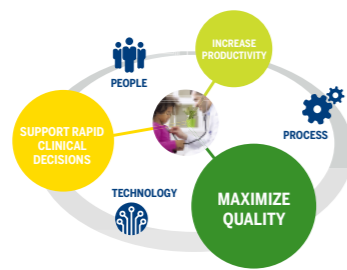 INCREASE
PRODUCTIVITY
PEOPLE
SUPPORT RAPID
CLINICAL
DECISIONS
PROCESS
TECHNOLOGY
MAXIMIZE
QUALITY